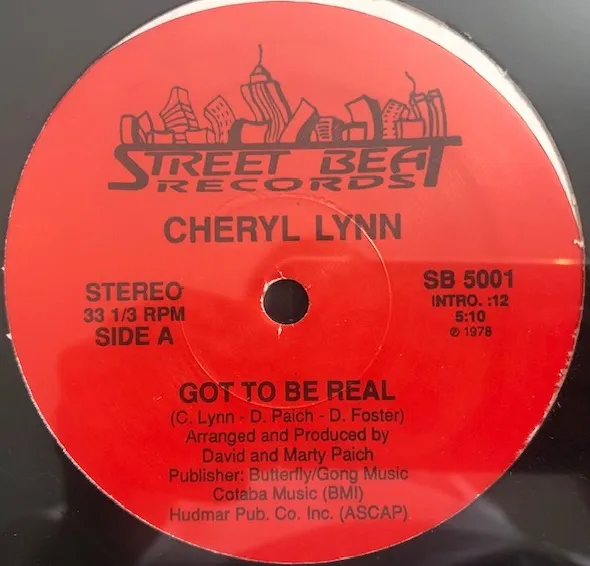 STREET BEAT
RECORDS
CHERYL LYNN
STEREO
33 1/3 RPM
SIDE A
SB 5001
INTRO. :12
5:10
℗ 1978
GOT TO BE REAL
(C. Lynn - D. Paich - D. Foster)
Arranged and Produced by
David and Marty Paich
Publisher: Butterfly/Gong Music
Cotaba Music (BMI)
Hudmar Pub. Co. Inc. (ASCAP)